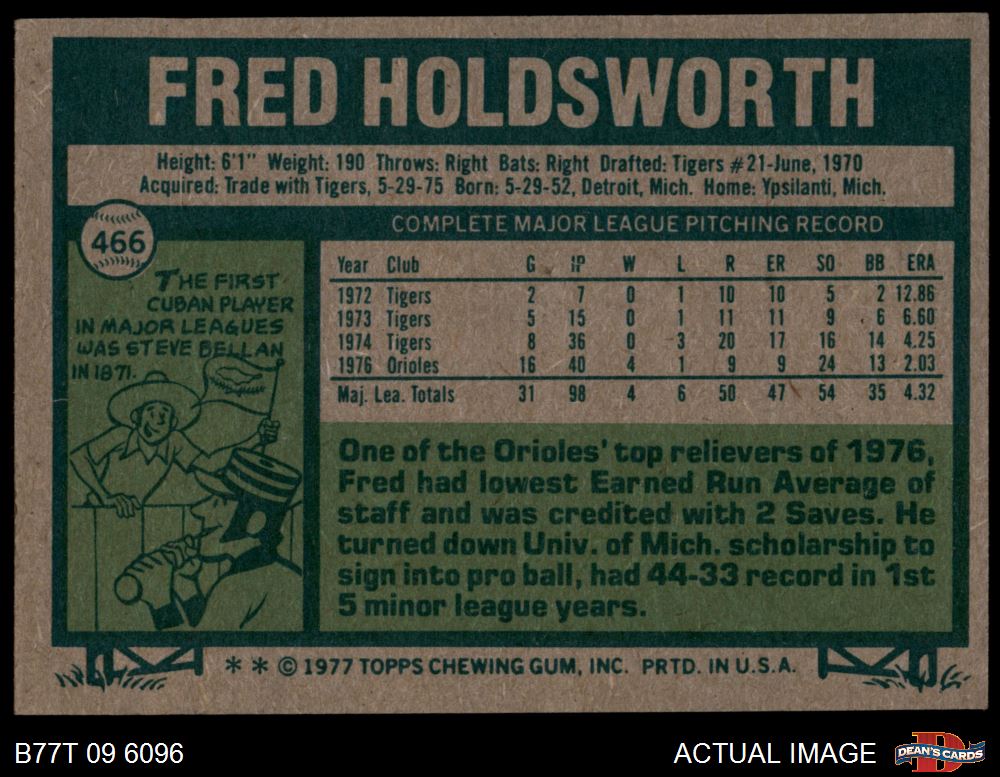 FRED HOLDSWORTH
Height: 6'1" Weight: 190 Throws: Right Bats: Right Drafted: Tigers #21-June, 1970
Acquired: Trade with Tigers, 5-29-75 Born: 5-29-52, Detroit, Mich. Home: Ypsilanti, Mich.
466
THE FIRST
CUBAN PLAYER
IN MAJOR LEAGUES
WAS STEVE BELLAN
IN 1871.
COMPLETE MAJOR LEAGUE PITCHING RECORD
Year Club G IP W L R ER SO BB ERA
1972 Tigers 2 7 0 1 10 10 5 2 12.86
1973 Tigers 5 15 0 1 11 11 9 6 6.60
1974 Tigers 8 36 0 3 20 17 16 14 4.25
1976 Orioles 16 40 4 1 9 9 24 13 2.03
Maj. Lea. Totals 31 98 4 6 50 47 54 35 4.32
One of the Orioles' top relievers of 1976,
Fred had lowest Earned Run Average of
staff and was credited with 2 Saves. He
turned down Univ. of Mich. scholarship to
sign into pro ball, had 44-33 record in 1st
5 minor league years.
* * © 1977 TOPPS CHEWING GUM, INC. PRTD. IN U.S.A.
B77T 09 6096
ACTUAL IMAGE
D
DEAN'S CARDS